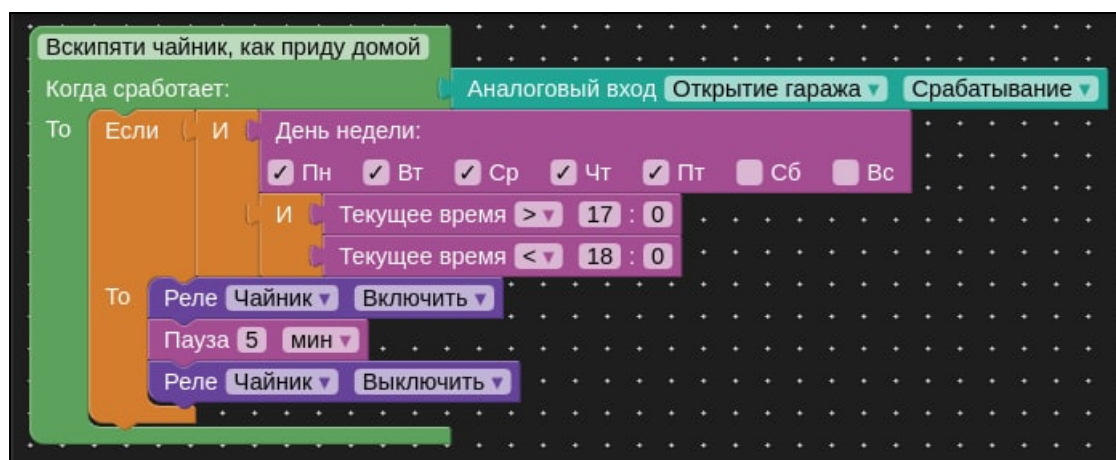 Вскипяти чайник, как приду домой
Когда сработает: Аналоговый вход Открытие гаража Срабатывание
То Если И День недели:
Пн Вт Ср Чт Пт Сб Вс
И Текущее время > 17 : 0
Текущее время < 18 : 0
То Реле Чайник Включить
Пауза 5 мин
Реле Чайник Выключить